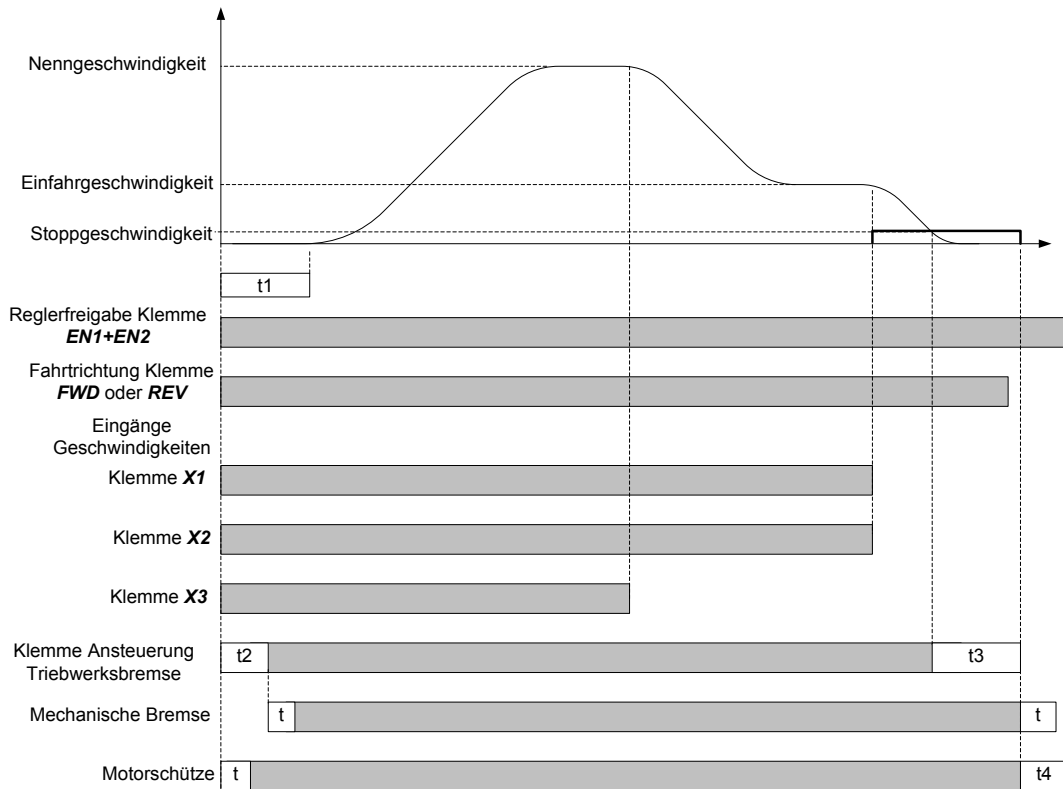 Nenngeschwindigkeit
Einfahrgeschwindigkeit
Stoppgeschwindigkeit
t1
Reglerfreigabe Klemme
EN1+EN2
Fahrtrichtung Klemme
FWD oder REV
Eingänge
Geschwindigkeiten
Klemme X1
Klemme X2
Klemme X3
Klemme Ansteuerung
Triebwerksbremse
t2
t3
Mechanische Bremse
t
t
Motorschütze
t
t4